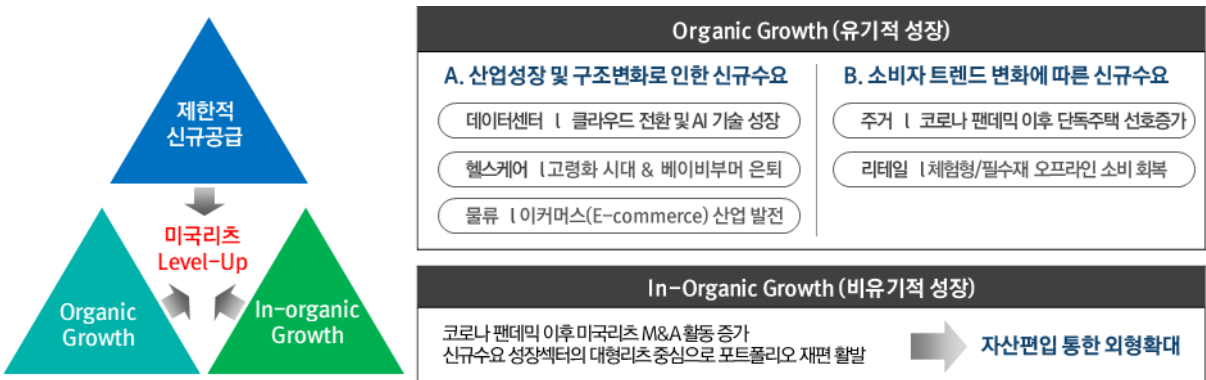 제한적
신규공급
미국리츠
Level-Up
Organic
Growth
In-organic
Growth
Organic Growth (유기적 성장)
A. 산업성장 및 구조변화로 인한 신규수요
데이터센터 l 클라우드 전환 및 AI 기술 성장
헬스케어 l 고령화 시대 & 베이비부머 은퇴
물류 l 이커머스(E-commerce) 산업 발전
B. 소비자 트렌드 변화에 따른 신규수요
주거 l 코로나 팬데믹 이후 단독주택 선호증가
리테일 l 체험형/필수재 오프라인 소비 회복
In-Organic Growth (비유기적 성장)
코로나 팬데믹 이후 미국리츠 M&A 활동 증가
신규수요 성장섹터의 대형리츠 중심으로 포트폴리오 재편 활발
자산편입 통한 외형확대